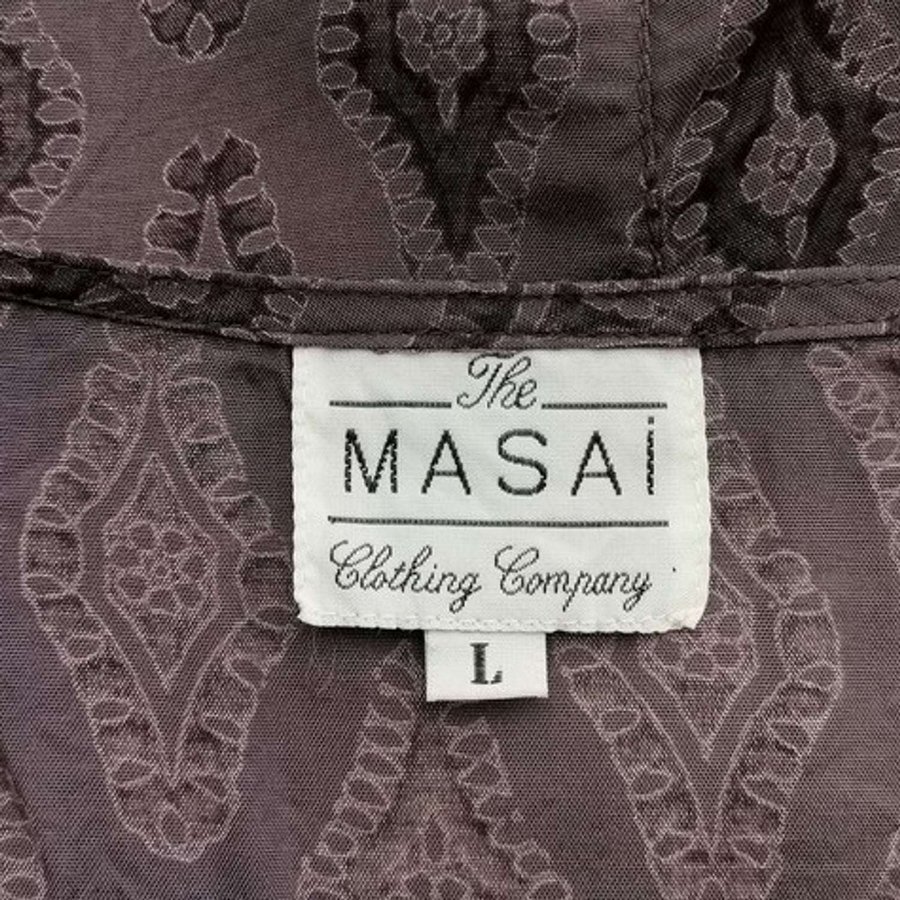 The
MASAi
Clothing Company
L